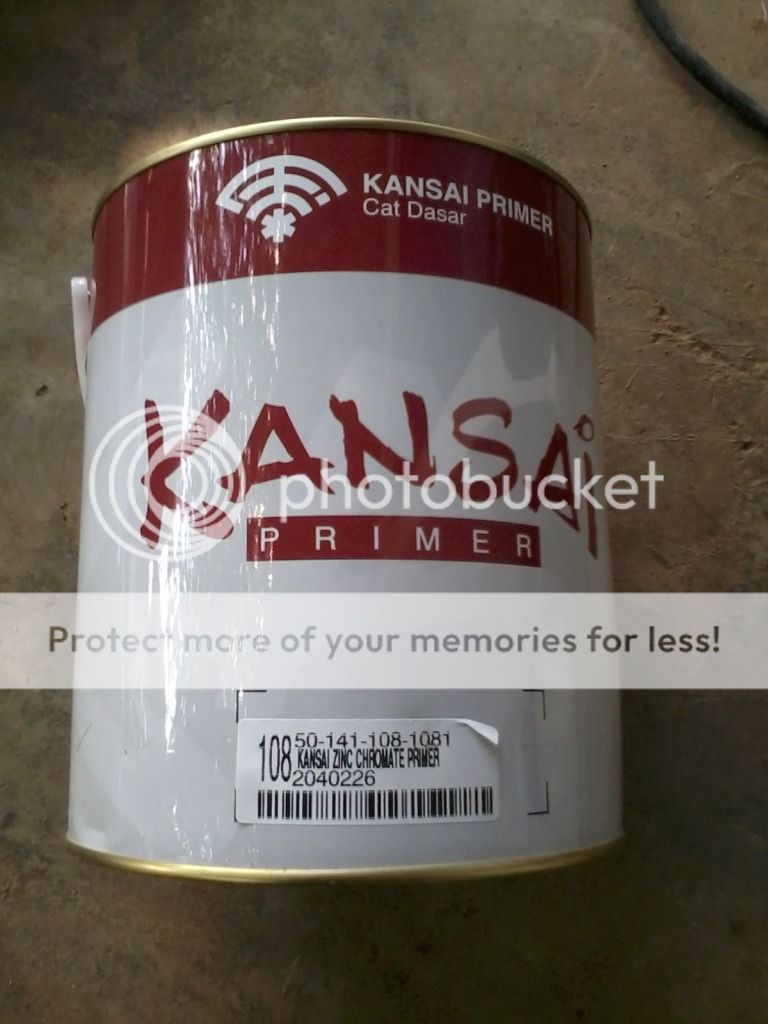 KANSAI PRIMER
Cat Dasar
KANSAi
photobucket
PRIMER
Protect more of your memories for less!
50-141-108-1081
108 KANSAI ZINC CHROMATE PRIMER
2040226